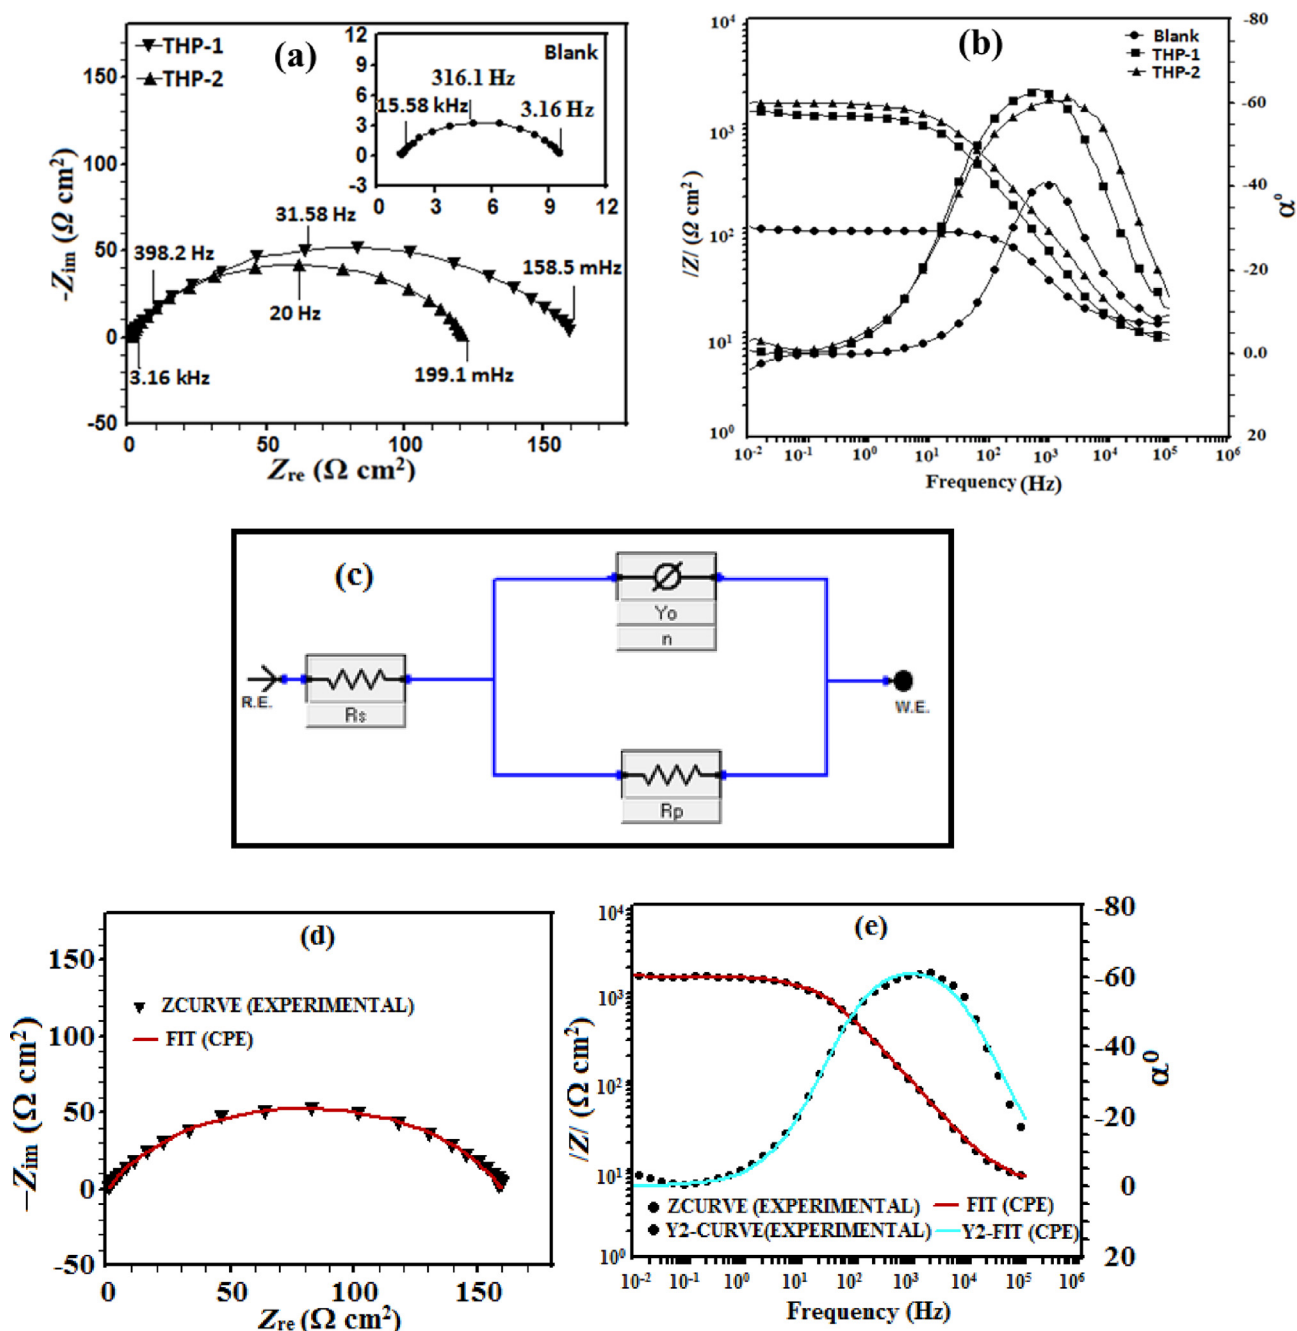 (a)
THP-1
THP-2
150
100
50
0
-50
-Zim (Ω cm2)
0
50
100
150
Zre (Ω cm2)
398.2 Hz
31.58 Hz
158.5 mHz
20 Hz
3.16 kHz
199.1 mHz
Blank
12
9
6
3
0
-3
0
3
6
9
12
316.1 Hz
15.58 kHz
3.16 Hz
(b)
Blank
THP-1
THP-2
104
103
102
101
100
/Z/ (Ω cm2)
-80
-60
-40
-20
0.0
20
αo
10-2
10-1
100
101
102
103
104
105
106
Frequency (Hz)
(c)
R.E.
Rs
Yo
n
Rp
W.E.
(d)
ZCURVE (EXPERIMENTAL)
FIT (CPE)
150
100
50
0
-50
–Zim (Ω cm2)
0
50
100
150
Zre (Ω cm2)
(e)
104
103
102
101
100
/Z/ (Ω cm2)
-80
-60
-40
-20
0
20
α0
ZCURVE (EXPERIMENTAL)
FIT (CPE)
Y2-CURVE(EXPERIMENTAL)
Y2-FIT (CPE)
10-2
10-1
100
101
102
103
104
105
106
Frequency (Hz)